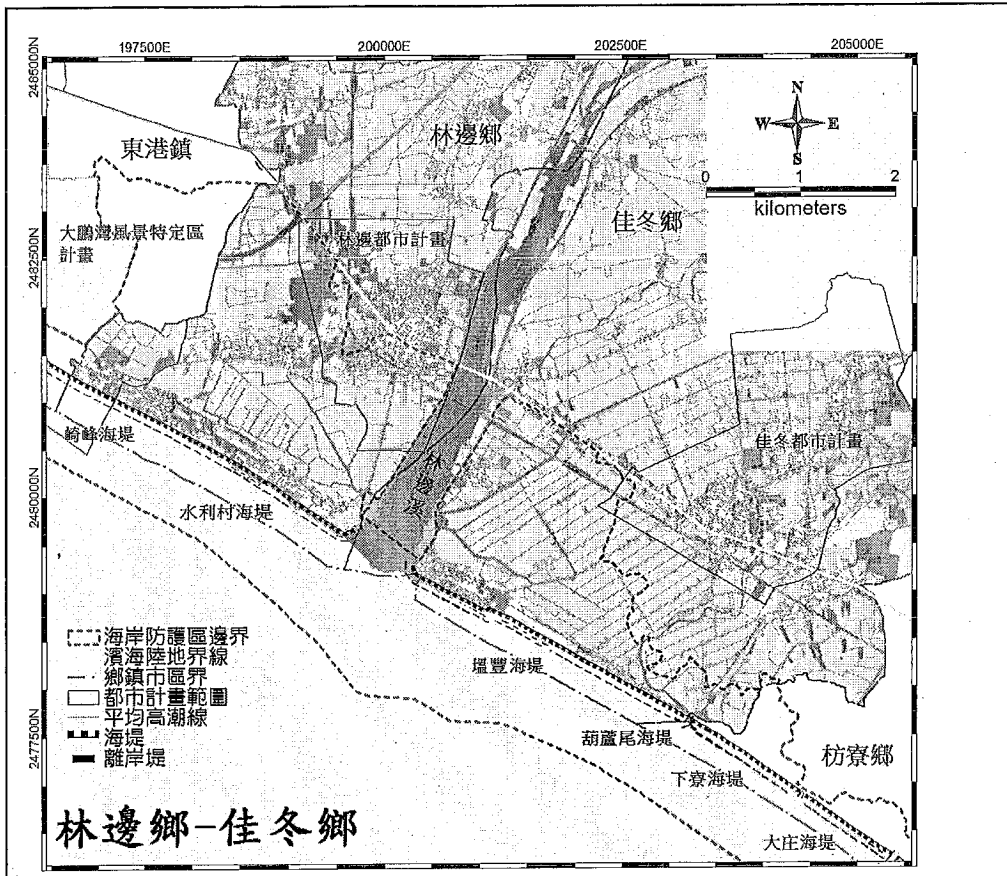 197500E
200000E
202500E
205000E
2485000N
2482500N
2480000N
2477500N
N
W
E
S
0
1
2
kilometers
東港鎮
林邊鄉
佳冬鄉
大鵬灣風景特定區
計畫
林邊都市計畫
佳冬都市計畫
崎峰海堤
林邊溪
水利村海堤
塭豐海堤
葫蘆尾海堤
枋寮鄉
下寮海堤
大庄海堤
海岸防護區邊界
濱海陸地界線
鄉鎮市區界
都市計畫範圍
平均高潮線
海堤
離岸堤
林邊鄉-佳冬鄉